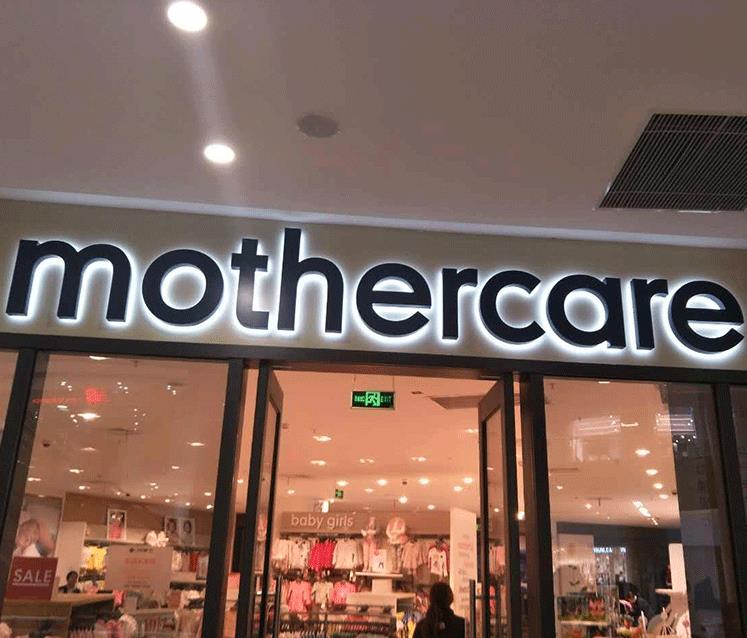 mothercare
EXIT
baby girls
SALE